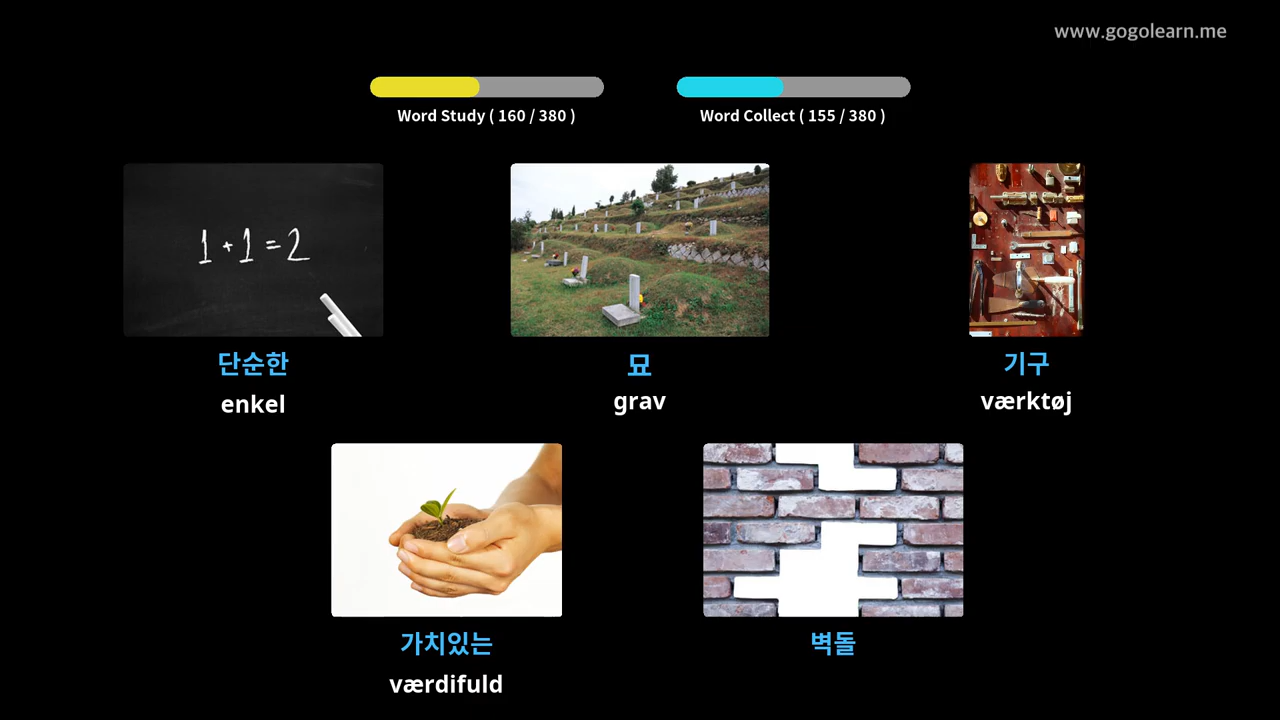 www.gogolearn.me
Word Study ( 160 / 380 )
Word Collect ( 155 / 380 )
1 + 1 = 2
단순한
enkel
묘
grav
기구
værktøj
가치있는
værdifuld
벽돌